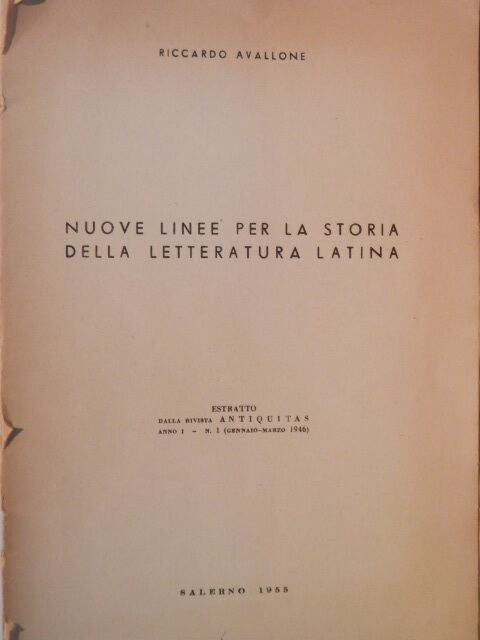 RICCARDO AVALLONE
NUOVE LINEE PER LA STORIA
DELLA LETTERATURA LATINA
ESTRATTO
DALLA RIVISTA ANTIQUITAS
ANNO I - N. 1 (GENNAIO-MARZO 1946)
SALERNO 1955